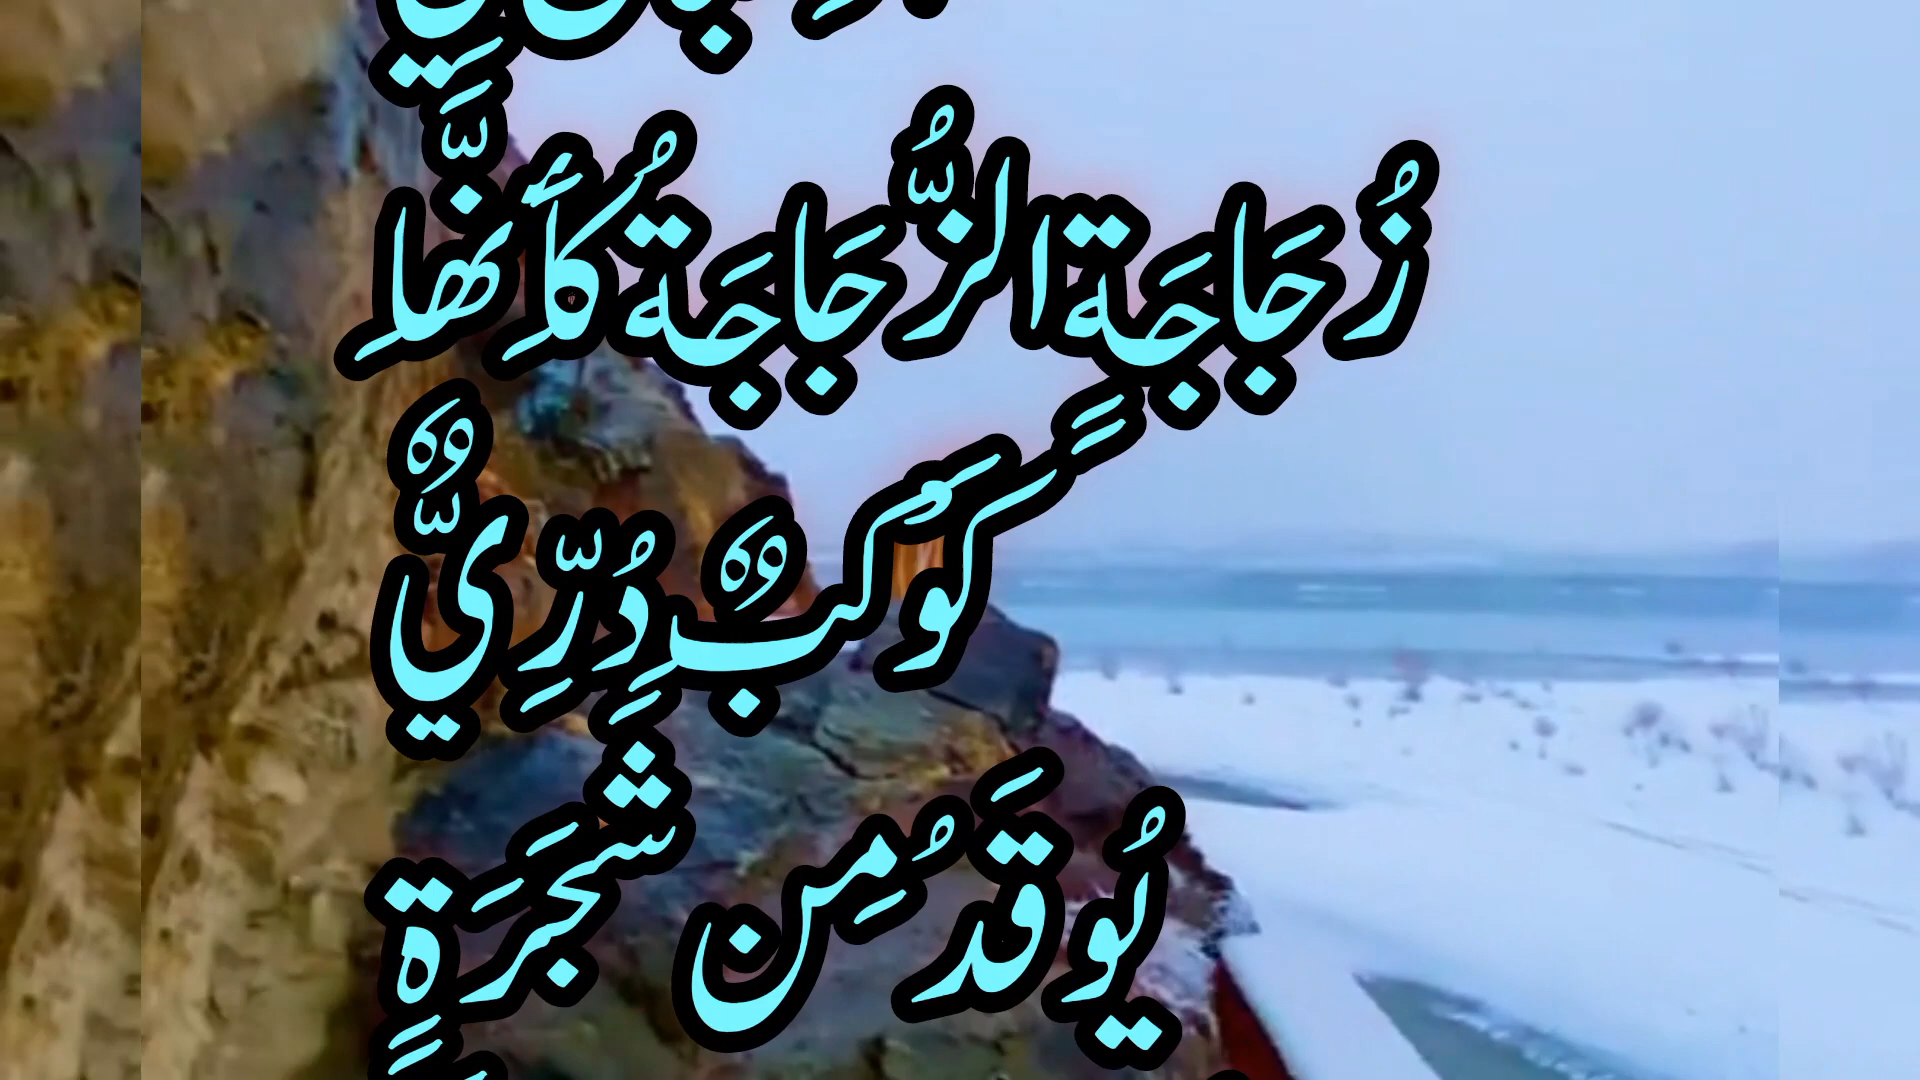 زُجَاجَةٍ الزُّجَاجَةُ كَأَنَّهَا
كَوْكَبٌ دُرِّيٌّ
يُوقَدُ مِن شَجَرَةٍ